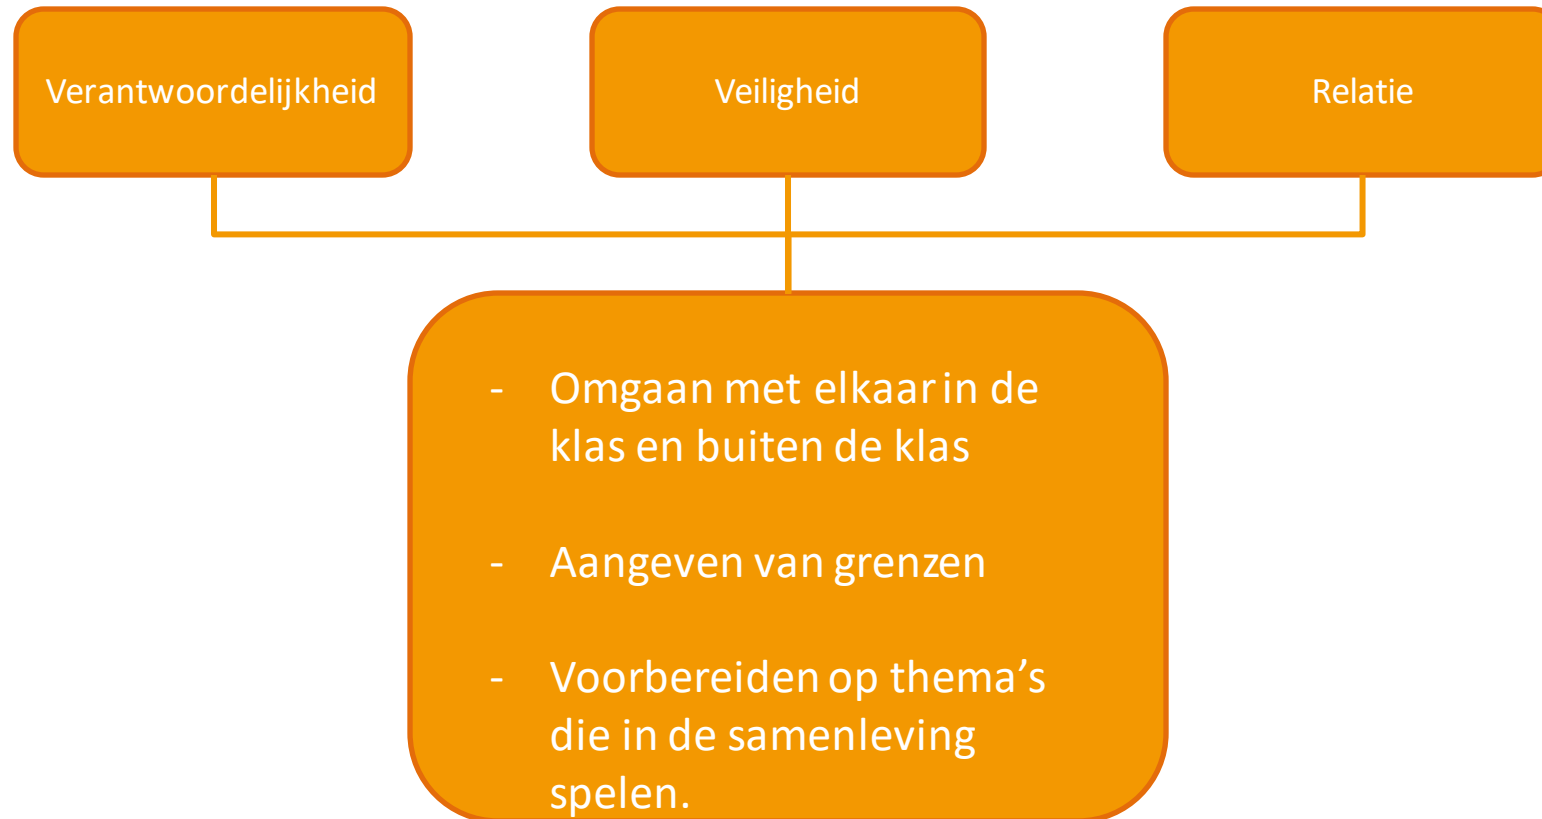 Verantwoordelijkheid
Veiligheid
Relatie
- Omgaan met elkaar in de
klas en buiten de klas
- Aangeven van grenzen
- Voorbereiden op thema’s
die in de samenleving
spelen.